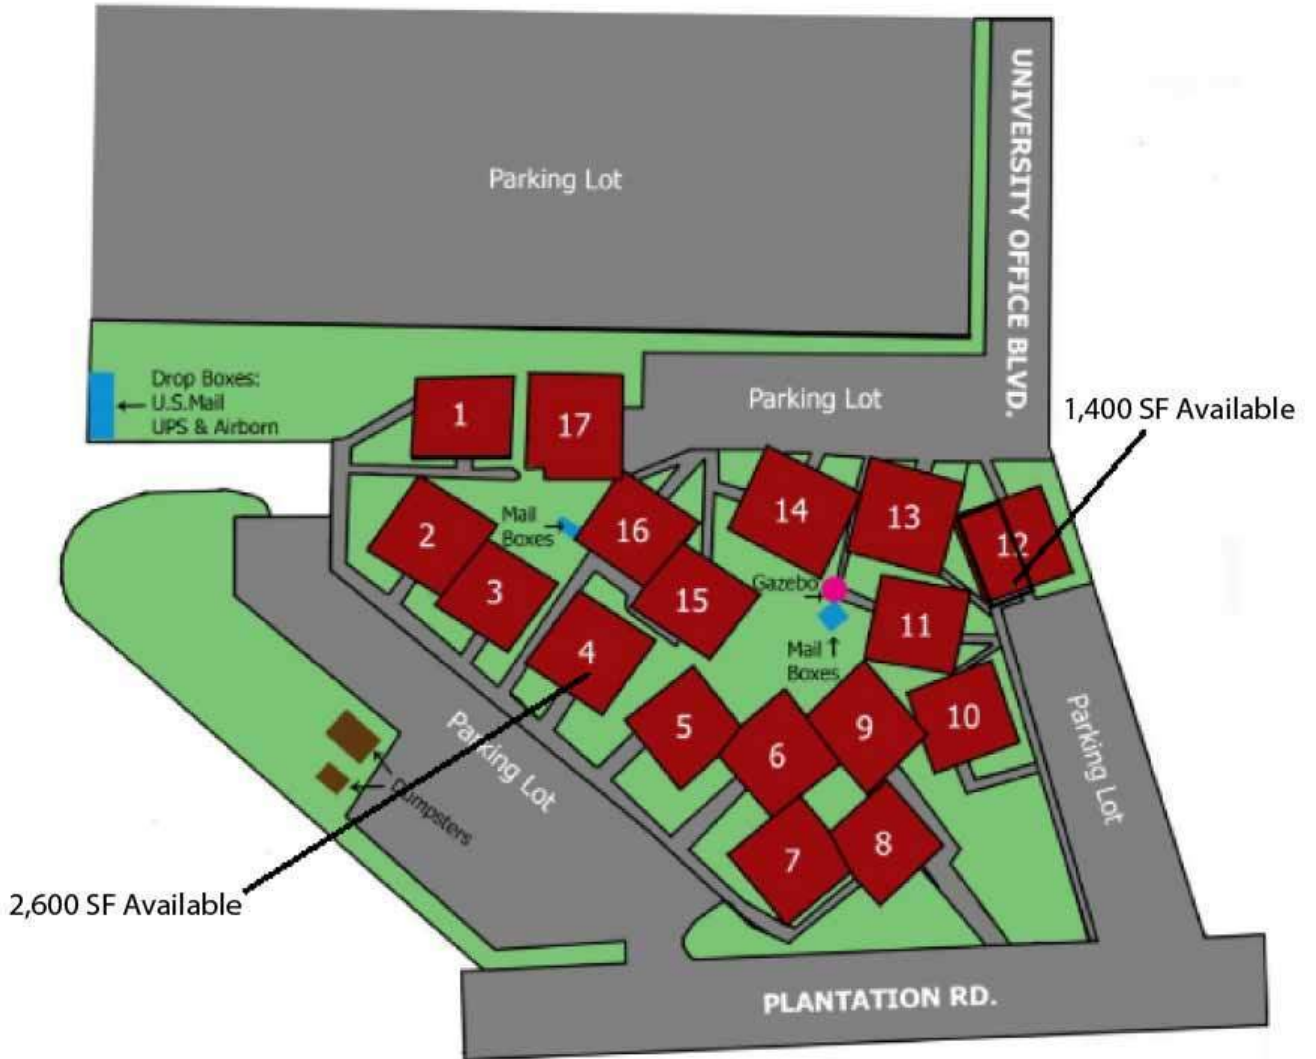 Parking Lot
UNIVERSITY OFFICE BLVD.
Drop Boxes:
U.S.Mail
UPS & Airborn
Parking Lot
1,400 SF Available
1
17
14
13
12
2
Mail
Boxes
16
3
15
Gazebo
11
4
Mail
Boxes
5
6
9
10
Parking Lot
Parking Lot
Dumpsters
7
8
2,600 SF Available
PLANTATION RD.